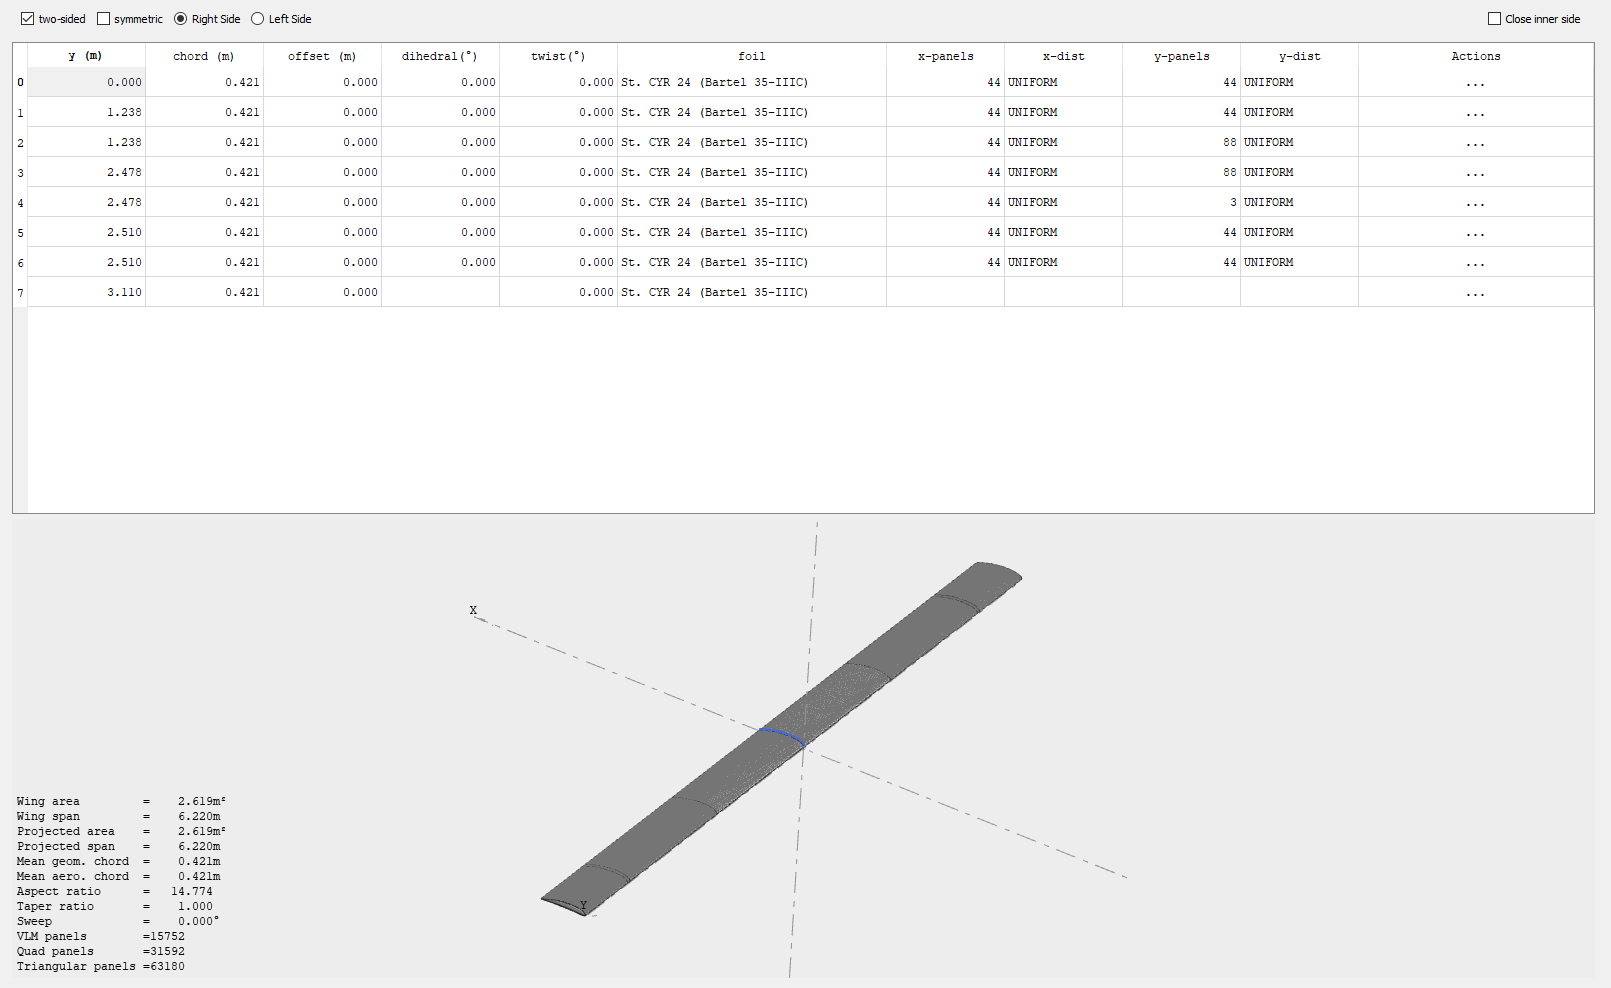 two-sided symmetric Right Side Left Side Close inner side
y (m) chord (m) offset (m) dihedral(°) twist(°) foil x-panels x-dist y-panels y-dist Actions
0 0.000 0.421 0.000 0.000 0.000 St. CYR 24 (Bartel 35-IIIC) 44 UNIFORM 44 UNIFORM ...
1 1.238 0.421 0.000 0.000 0.000 St. CYR 24 (Bartel 35-IIIC) 44 UNIFORM 44 UNIFORM ...
2 1.238 0.421 0.000 0.000 0.000 St. CYR 24 (Bartel 35-IIIC) 44 UNIFORM 88 UNIFORM ...
3 2.478 0.421 0.000 0.000 0.000 St. CYR 24 (Bartel 35-IIIC) 44 UNIFORM 88 UNIFORM ...
4 2.478 0.421 0.000 0.000 0.000 St. CYR 24 (Bartel 35-IIIC) 44 UNIFORM 3 UNIFORM ...
5 2.510 0.421 0.000 0.000 0.000 St. CYR 24 (Bartel 35-IIIC) 44 UNIFORM 44 UNIFORM ...
6 2.510 0.421 0.000 0.000 0.000 St. CYR 24 (Bartel 35-IIIC) 44 UNIFORM 44 UNIFORM ...
7 3.110 0.421 0.000 0.000 St. CYR 24 (Bartel 35-IIIC) ...
X
Y
Wing area = 2.619m²
Wing span = 6.220m
Projected area = 2.619m²
Projected span = 6.220m
Mean geom. chord = 0.421m
Mean aero. chord = 0.421m
Aspect ratio = 14.774
Taper ratio = 1.000
Sweep = 0.000°
VLM panels =15752
Quad panels =31592
Triangular panels =63180